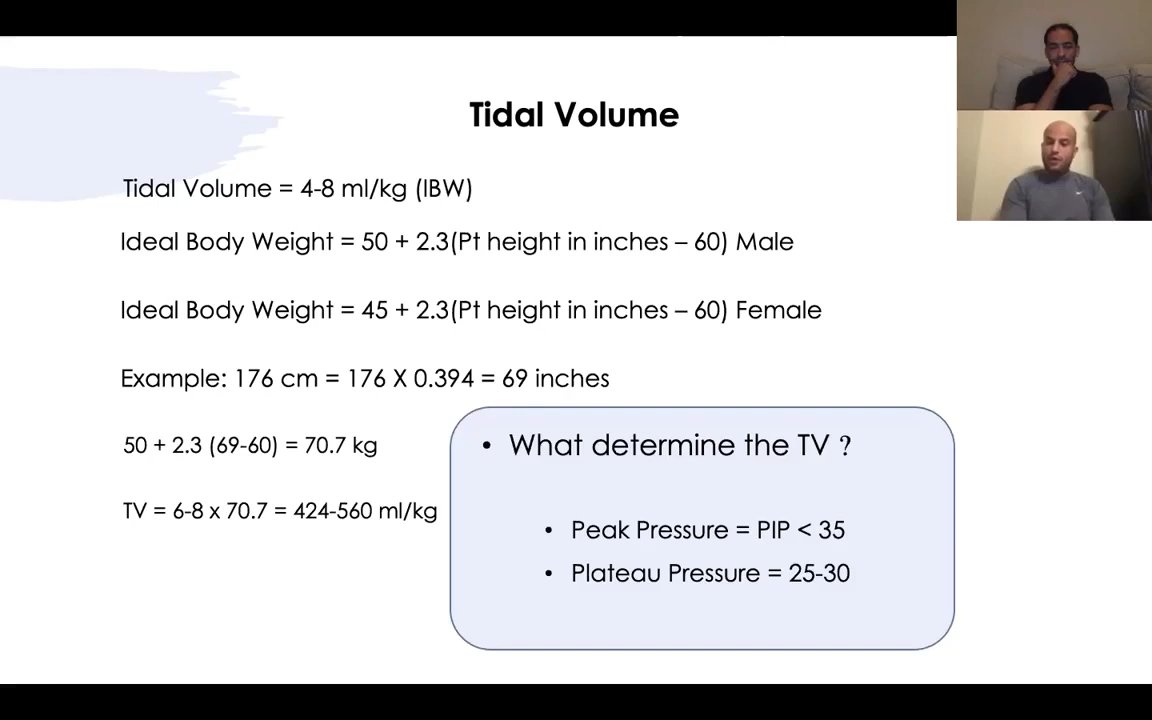 Tidal Volume
Tidal Volume = 4-8 ml/kg (IBW)
Ideal Body Weight = 50 + 2.3(Pt height in inches – 60) Male
Ideal Body Weight = 45 + 2.3(Pt height in inches – 60) Female
Example: 176 cm = 176 X 0.394 = 69 inches
50 + 2.3 (69-60) = 70.7 kg
TV = 6-8 x 70.7 = 424-560 ml/kg
• What determine the TV ?
• Peak Pressure = PIP < 35
• Plateau Pressure = 25-30